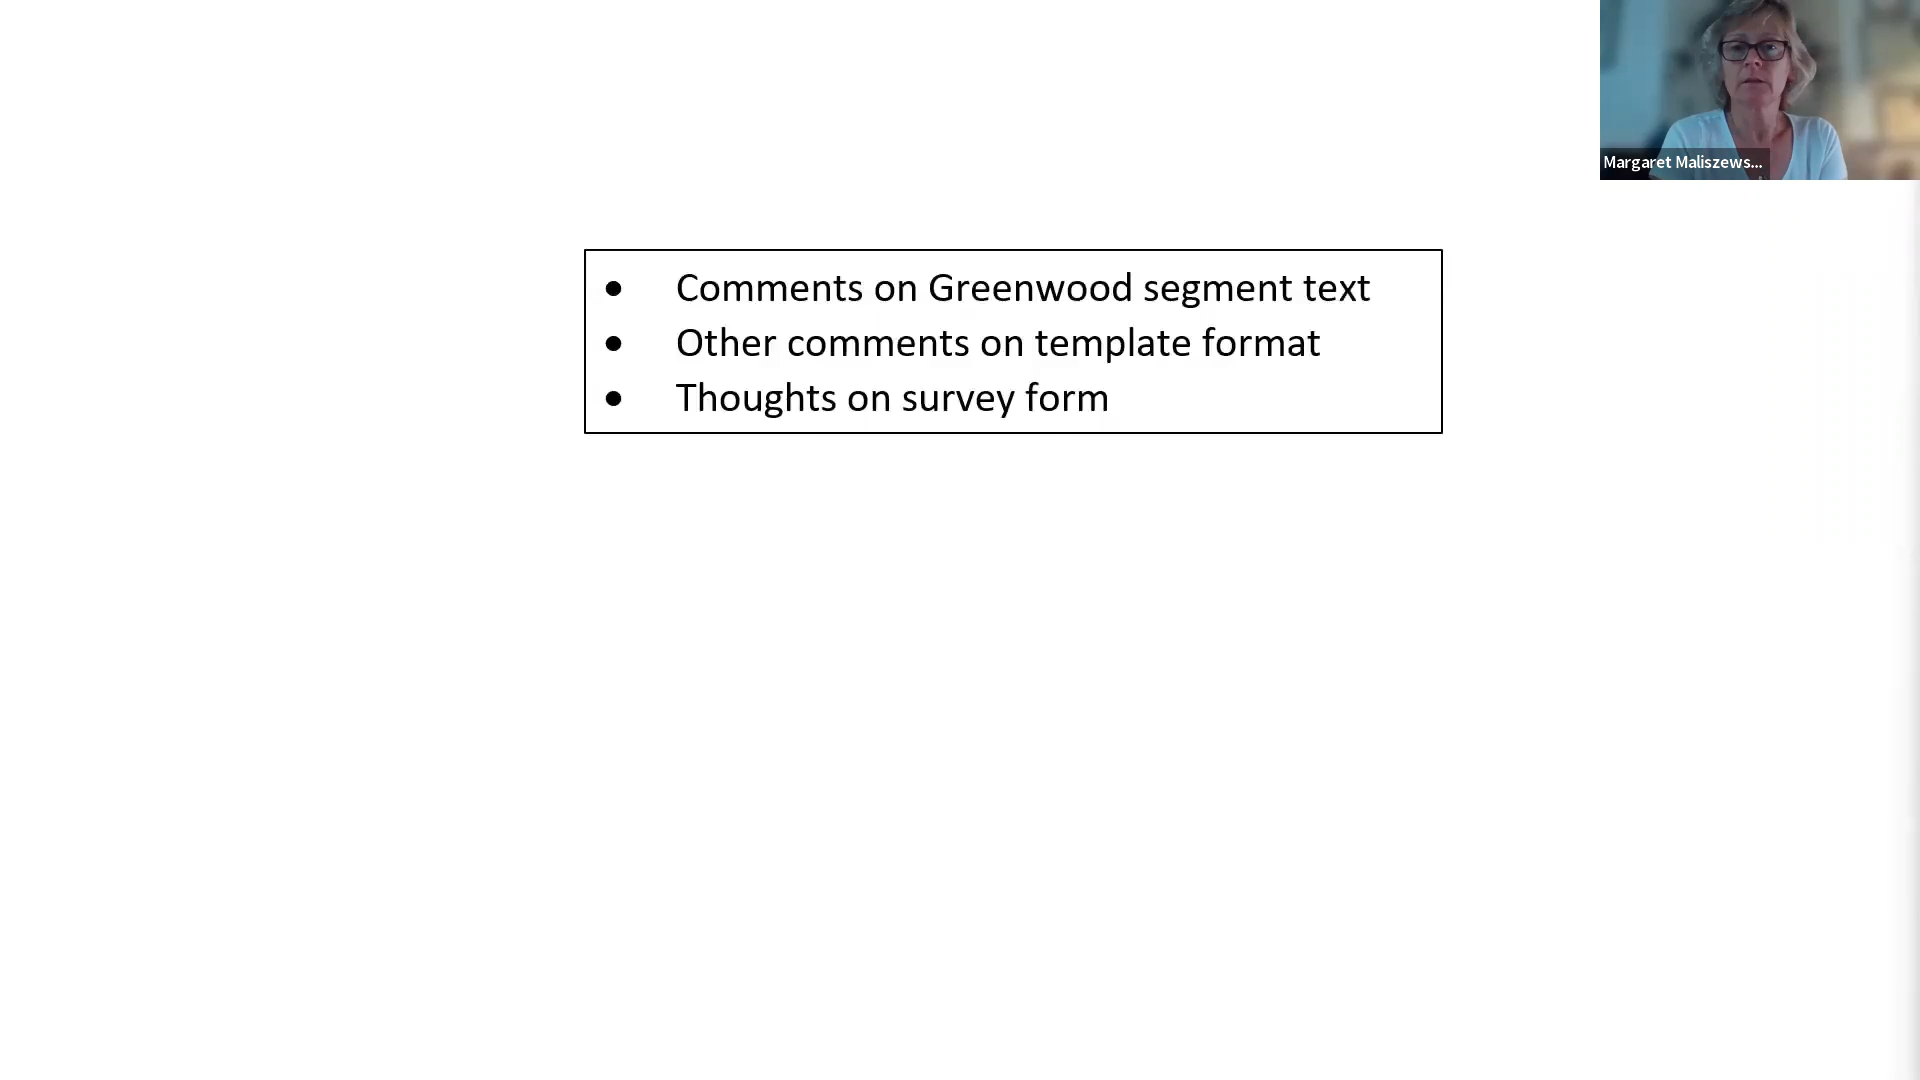 Margaret Maliszews...
• Comments on Greenwood segment text
• Other comments on template format
• Thoughts on survey form